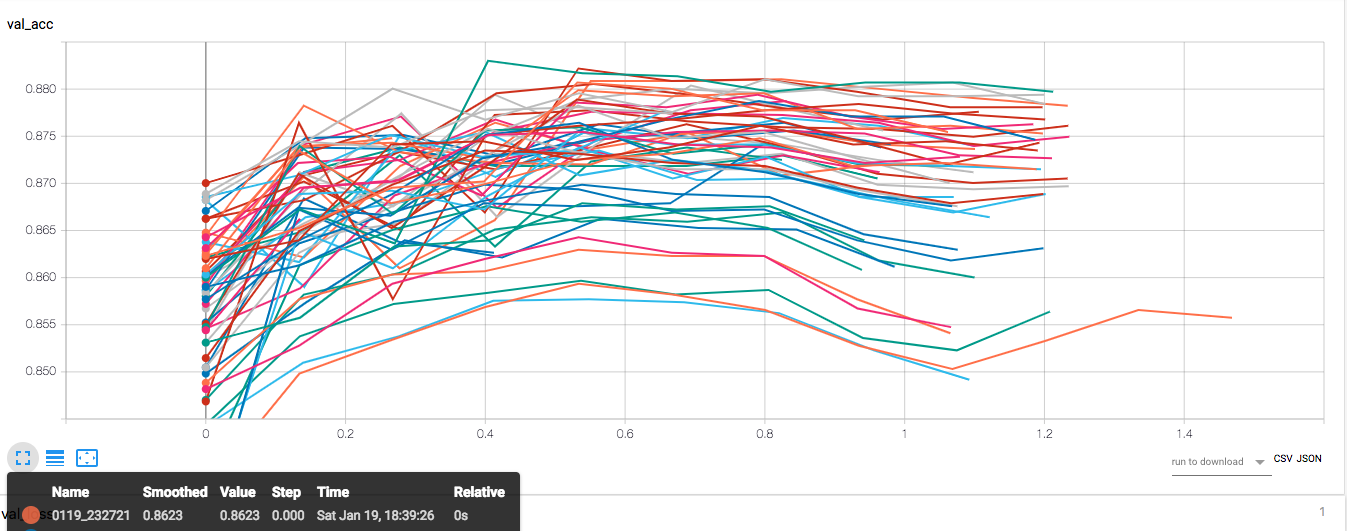 val_acc
0.880
0.875
0.870
0.865
0.860
0.855
0.850
0 0.2 0.4 0.6 0.8 1 1.2 1.4
run to download CSV JSON
Name Smoothed Value Step Time Relative
0119_232721 0.8623 0.8623 0.000 Sat Jan 19, 18:39:26 0s
val_loss 1